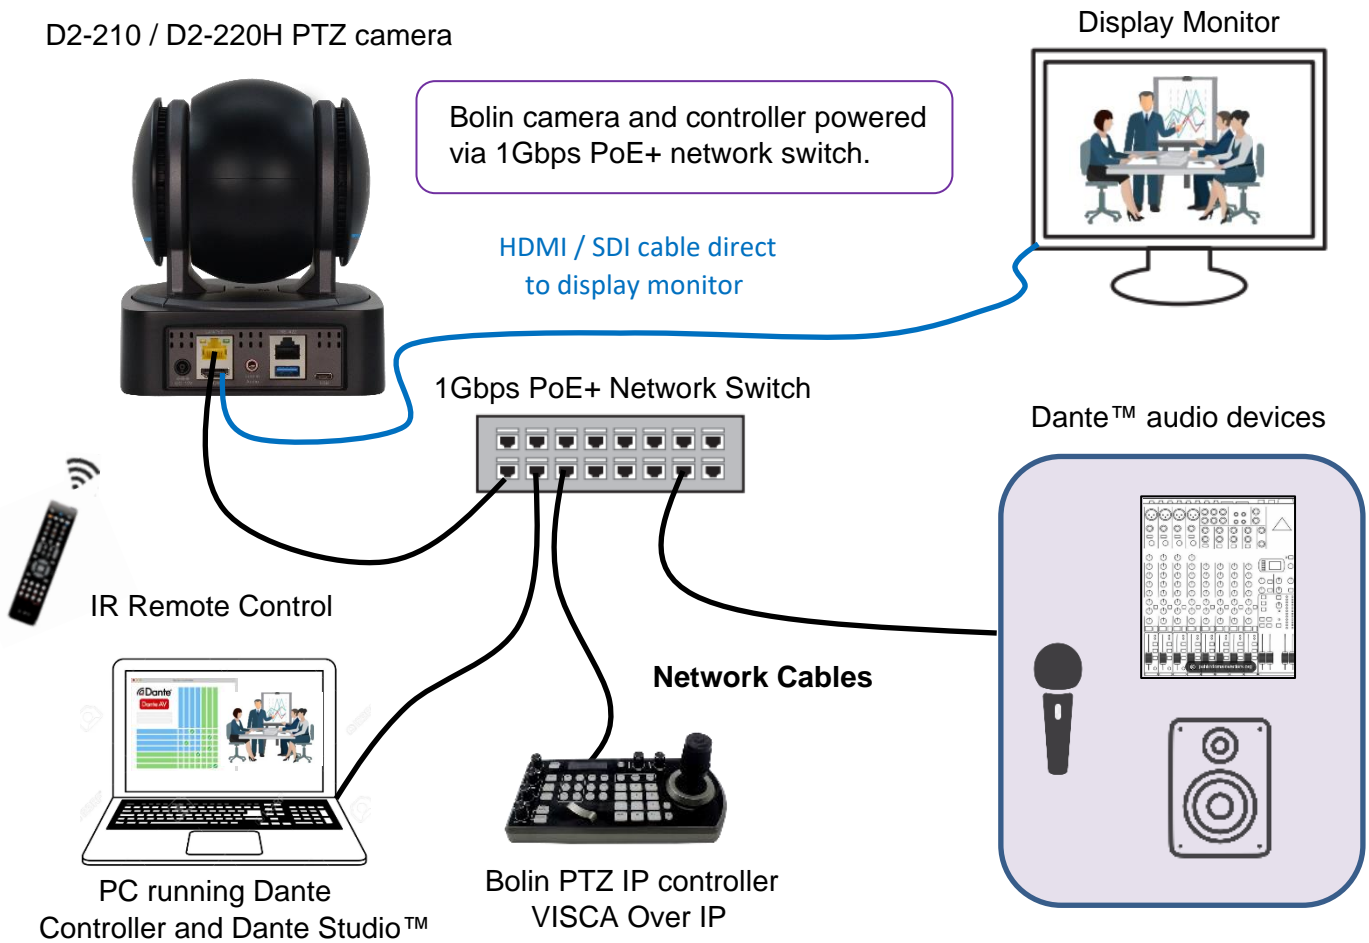 D2-210 / D2-220H PTZ camera
Display Monitor
Bolin camera and controller powered
via 1Gbps PoE+ network switch.
HDMI / SDI cable direct
to display monitor
1Gbps PoE+ Network Switch
Dante™ audio devices
IR Remote Control
Network Cables
Dante
Dante AV
PC running Dante
Controller and Dante Studio™
Bolin PTZ IP controller
VISCA Over IP